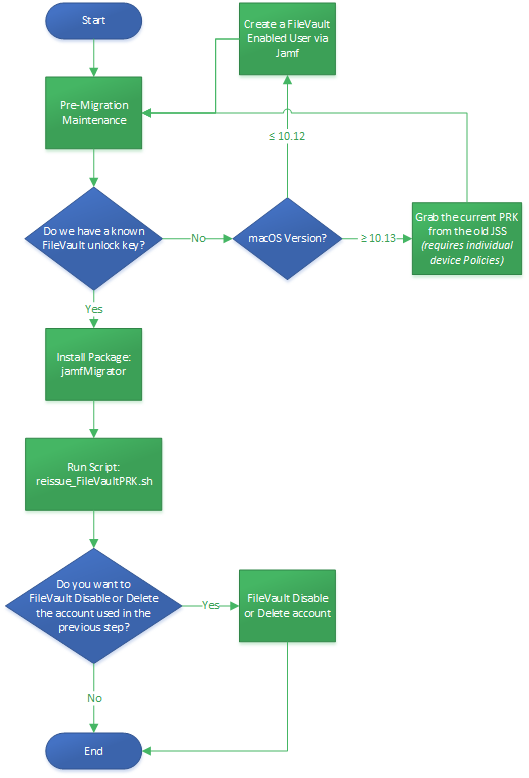 Start
Create a FileVault
Enabled User via
Jamf
Pre-Migration
Maintenance
≤ 10.12
Do we have a known
FileVault unlock key?
No
macOS Version?
≥ 10.13
Grab the current PRK
from the old JSS
(requires individual
device Policies)
Yes
Install Package:
jamfMigrator
Run Script:
reissue_FileVaultPRK.sh
Do you want to
FileVault Disable or Delete
the account used in the
previous step?
Yes
FileVault Disable
or Delete account
No
End